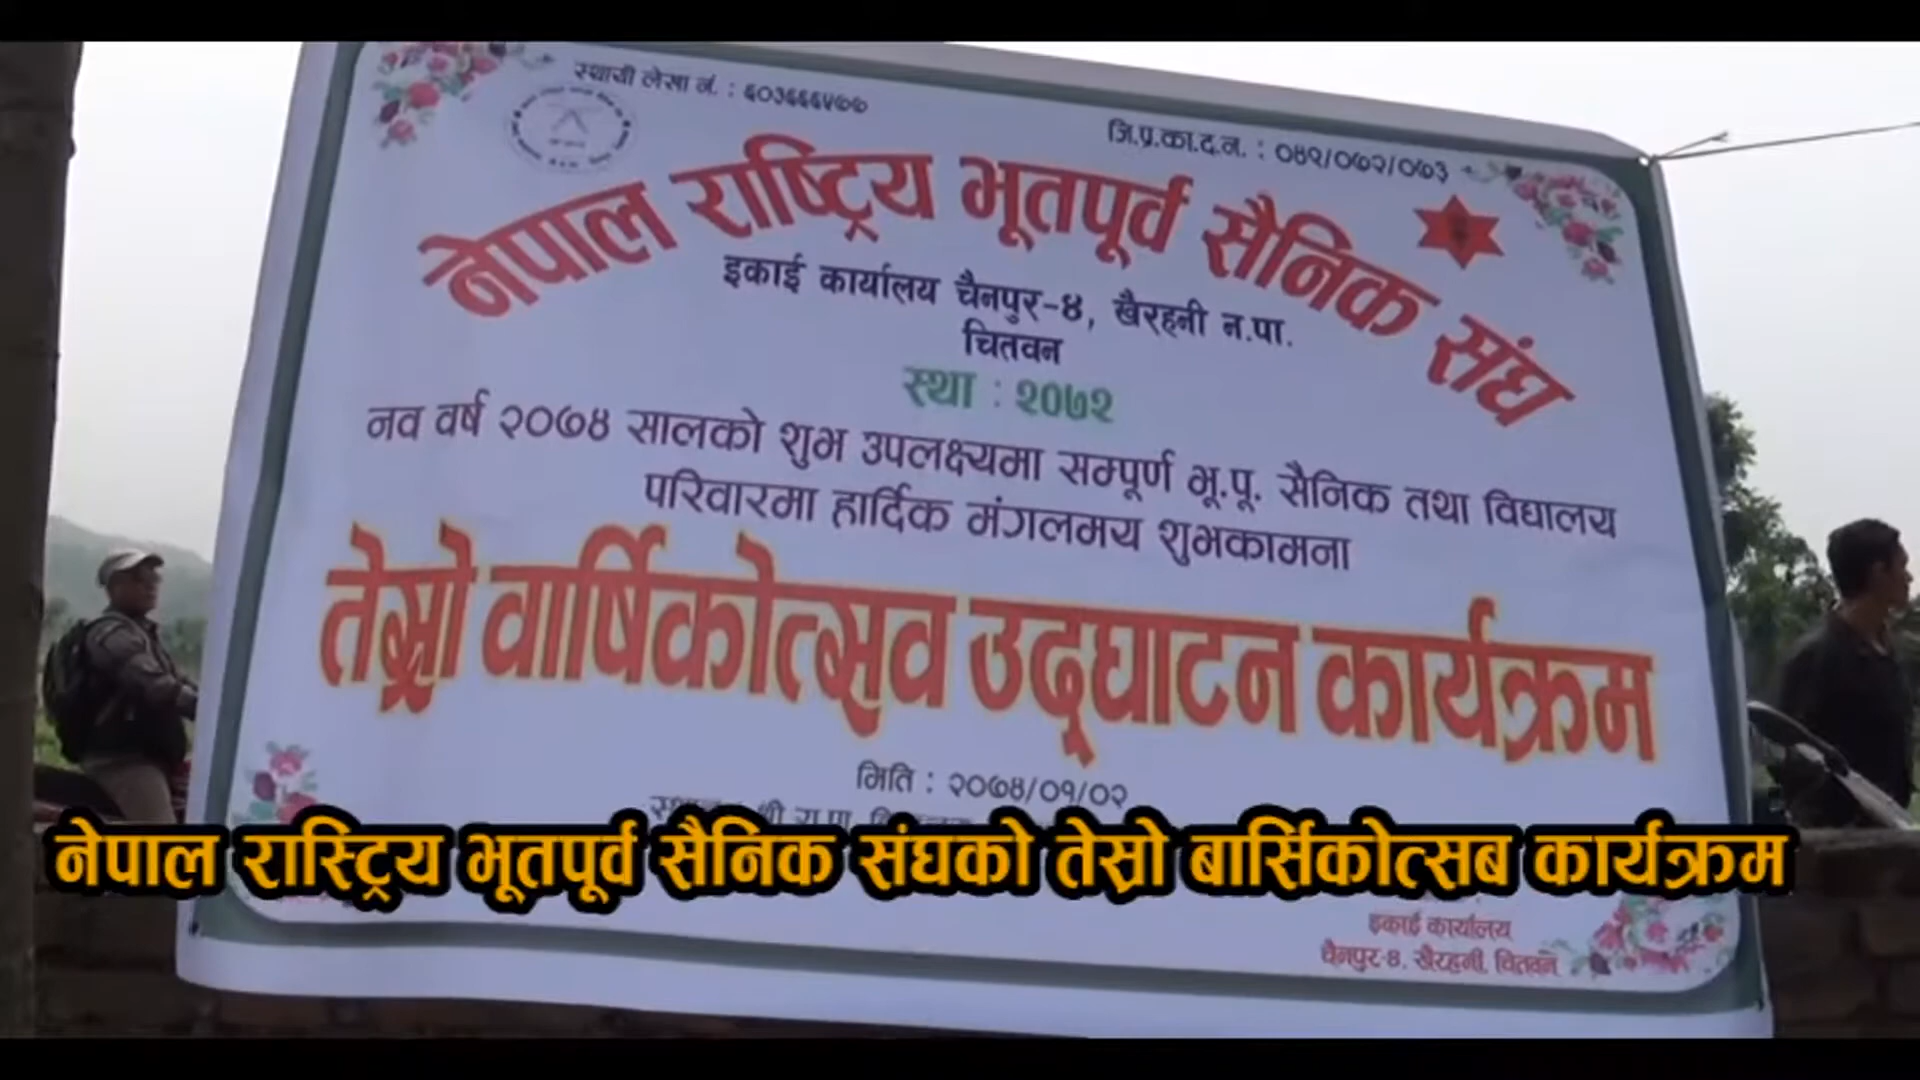 स्थायी लेखा नं. : ६०३६६६४७७
जि.प्र.का.द.नं. : ०४२/०७२/०७३
नेपाल राष्ट्रिय भूतपूर्व सैनिक संघ
इकाई कार्यालय चैनपुर-४, खैरहनी न.पा.
चितवन
स्था : २०७२
नव वर्ष २०७४ सालको शुभ उपलक्ष्यमा सम्पूर्ण भू.पू. सैनिक तथा विद्यालय
परिवारमा हार्दिक मंगलमय शुभकामना
तेस्रो वार्षिकोत्सव उद्घाटन कार्यक्रम
मिति : २०७४/०१/०२
नेपाल रास्ट्रिय भूतपूर्व सैनिक संघको तेस्रो बार्सिकोत्सब कार्यक्रम
इकाई कार्यालय
चैनपुर-४, खैरहनी, चितवन